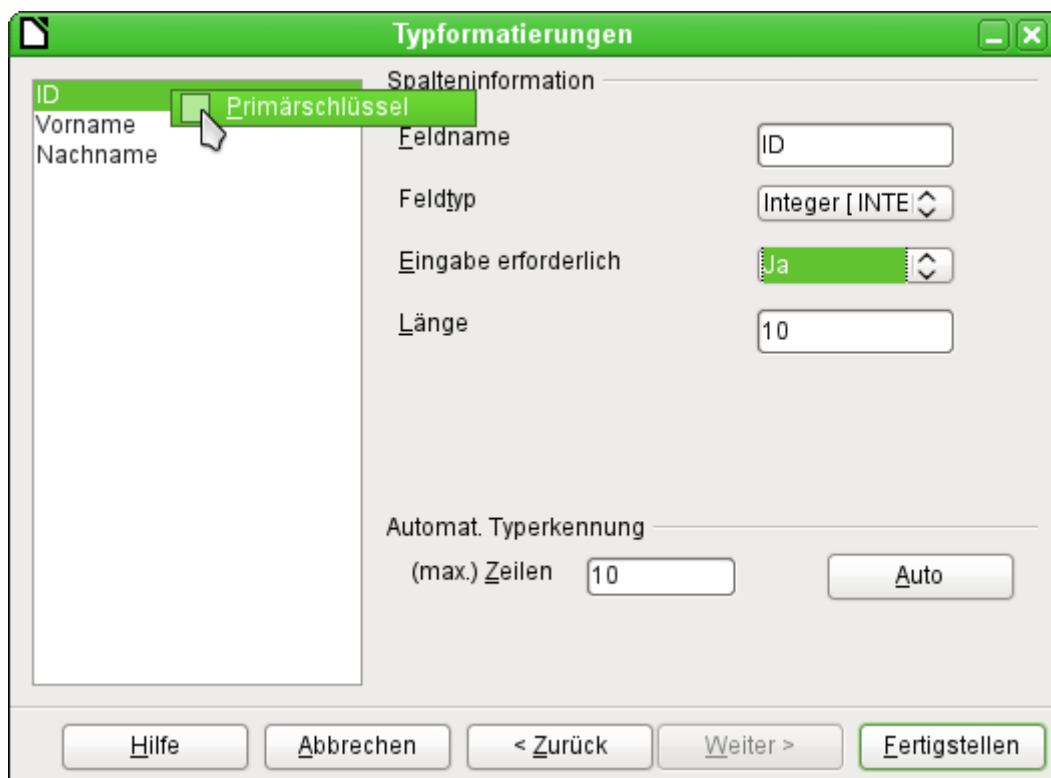 Typformatierungen
ID
Vorname
Nachname
Primärschlüssel
Spalteninformation
Feldname
ID
Feldtyp
Integer [ INTE
Eingabe erforderlich
Ja
Länge
10
Automat. Typerkennung
(max.) Zeilen
10
Auto
Hilfe
Abbrechen
< Zurück
Weiter >
Fertigstellen